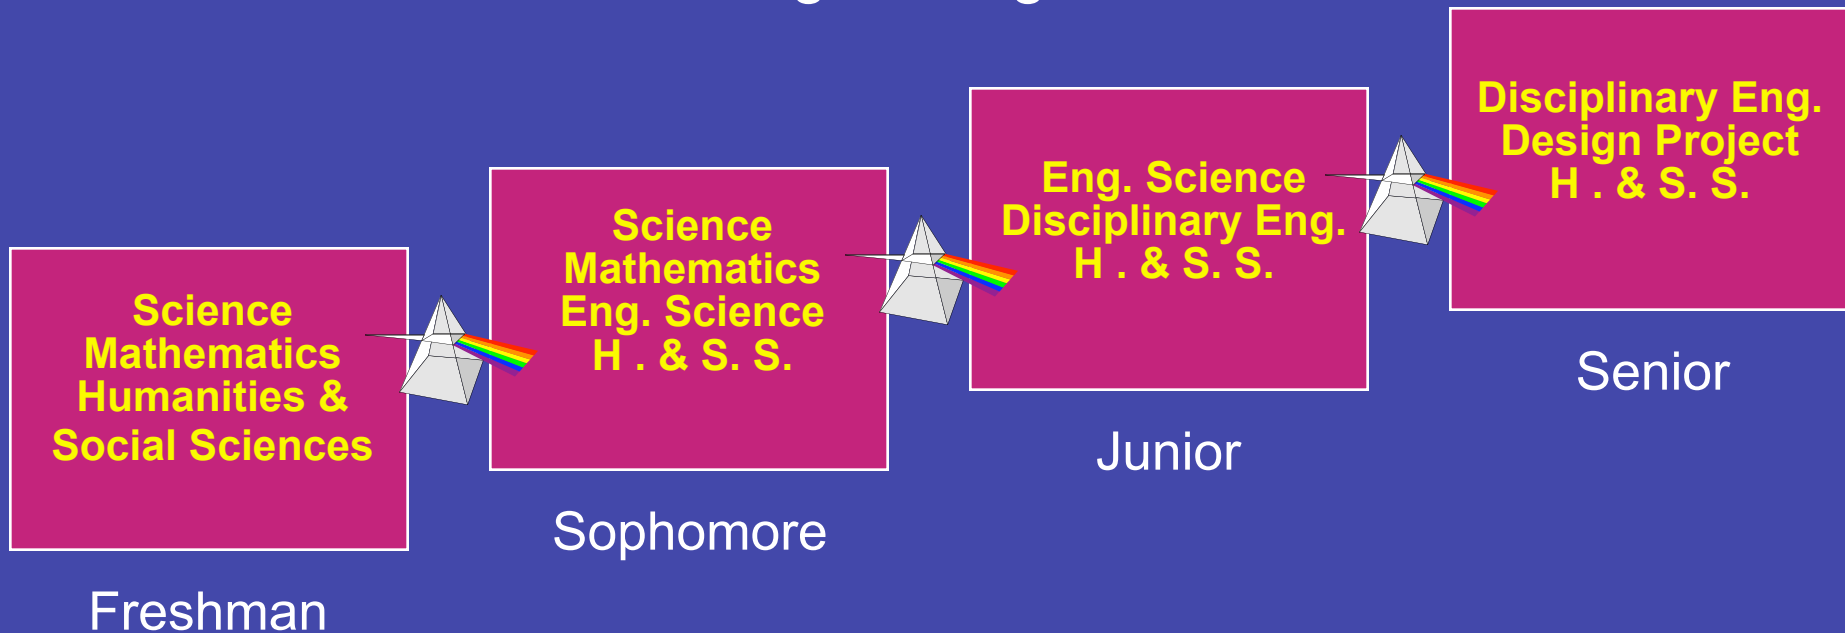 Science
Mathematics
Humanities &
Social Sciences
Freshman
Science
Mathematics
Eng. Science
H . & S. S.
Sophomore
Eng. Science
Disciplinary Eng.
H . & S. S.
Junior
Disciplinary Eng.
Design Project
H . & S. S.
Senior